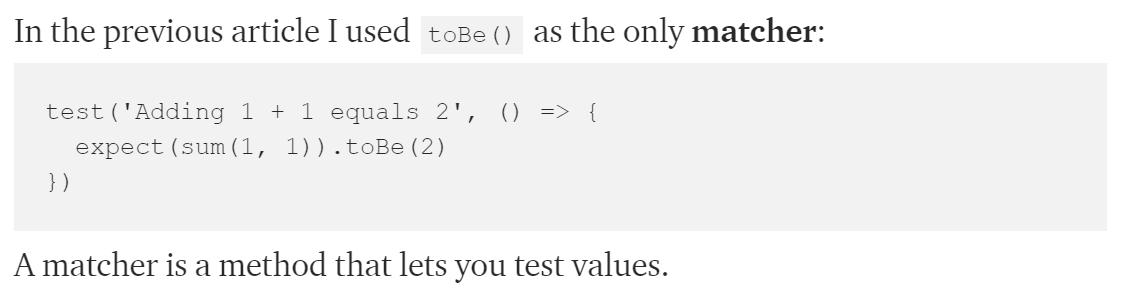 In the previous article I used toBe() as the only matcher:
test('Adding 1 + 1 equals 2', () => {
  expect(sum(1, 1)).toBe(2)
})
A matcher is a method that lets you test values.